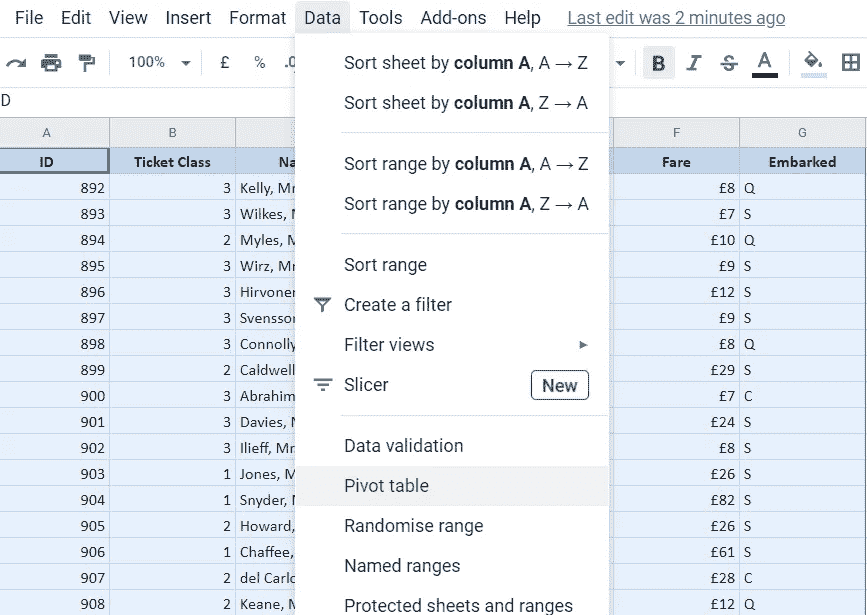 File Edit View Insert Format Data Tools Add-ons Help Last edit was 2 minutes ago
100% £ % .0 B I S A
D
A B F G
ID Ticket Class Na Fare Embarked
892 3 Kelly, Mr £8 Q
893 3 Wilkes, M £7 S
894 2 Myles, M £10 Q
895 3 Wirz, Mr £9 S
896 3 Hirvonen £12 S
897 3 Svensson £9 S
898 3 Connolly £8 Q
899 2 Caldwell £29 S
900 3 Abrahim £7 C
901 3 Davies, M £24 S
902 3 Ilieff, Mr £8 S
903 1 Jones, M £26 S
904 1 Snyder, M £82 S
905 2 Howard, £26 S
906 1 Chaffee, £61 S
907 2 del Carlo £28 C
908 2 Keane, M £12 Q
Sort sheet by column A, A → Z
Sort sheet by column A, Z → A
Sort range by column A, A → Z
Sort range by column A, Z → A
Sort range
Create a filter
Filter views
Slicer New
Data validation
Pivot table
Randomise range
Named ranges
Protected sheets and ranges